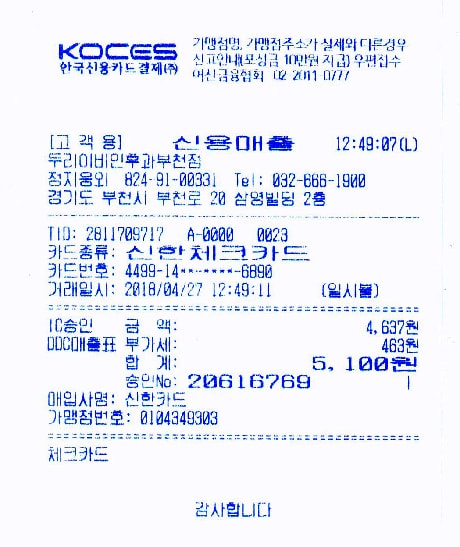 KOCES
한국신용카드결제(주)
가맹점명, 가맹점주소가 실제와 다른경우
신고안내(포상금 10만원 지급) 우편접수
여신금융협회 02 2011-0777
[고 객 용] 신용매출 12:49:07(L)
두리이비인후과부천점
정지웅외 824-91-00331 Tel: 032-666-1900
경기도 부천시 부천로 20 삼영빌딩 2층
TID: 2811709717 A-0000 0023
카드종류: 신한체크카드
카드번호: 4499-14**-****-6890
거래일시: 2018/04/27 12:49:11 (일시불)
IC승인 금 액: 4,637원
DDC매출표 부가세: 463원
합 계: 5,100원
승인No: 20616769
매입사명: 신한카드
가맹점번호: 0104349303
체크카드
감사합니다